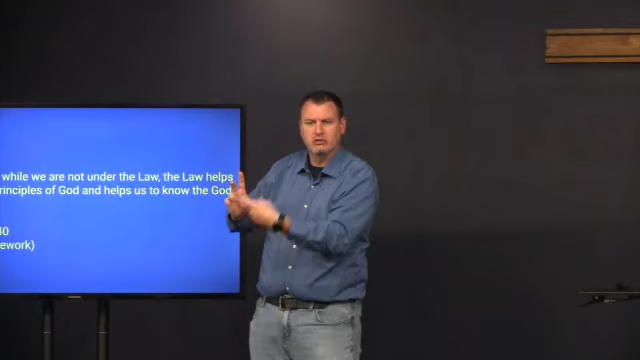 while we are not under the Law, the Law helps
rinciples of God and helps us to know the God
40
ework)